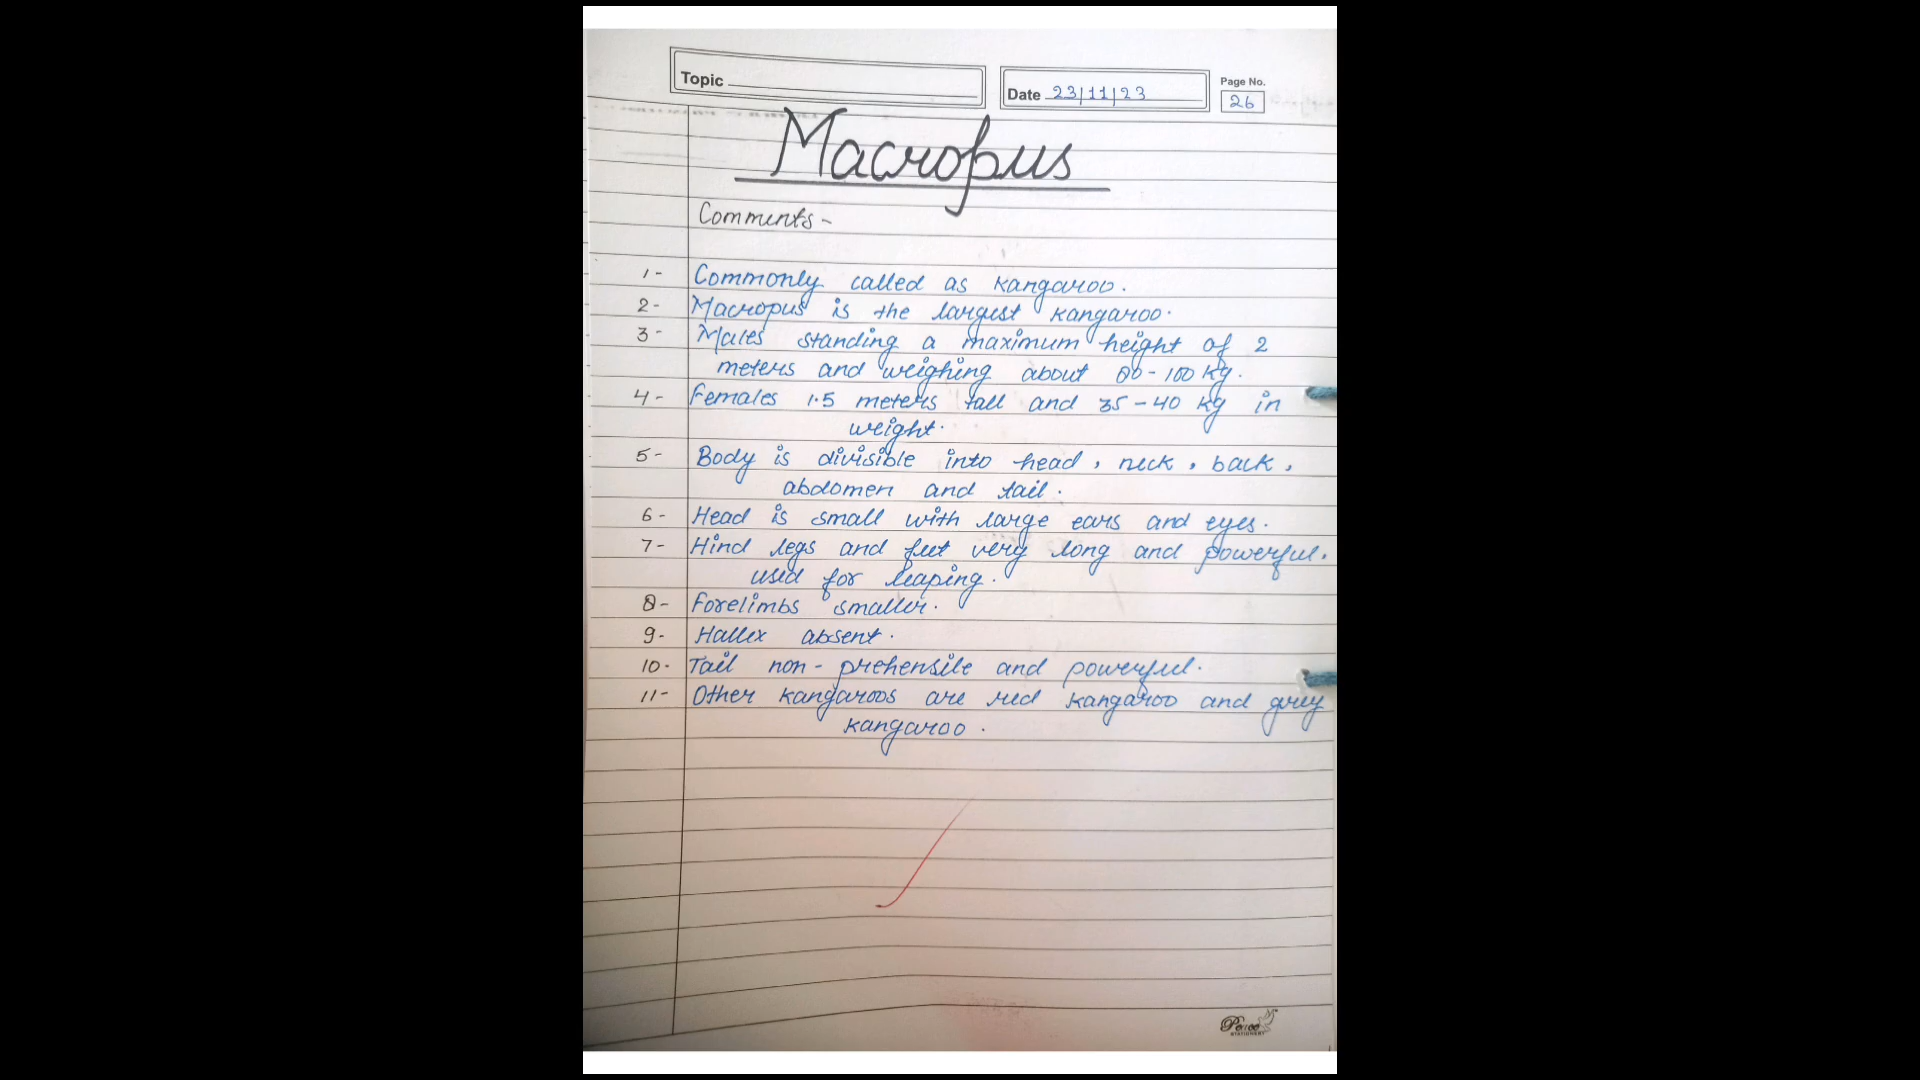 Topic
Date 23|11|23
Page No.
26
Macropus
Comments -
1- Commonly called as kangaroo.
2- Macropus is the largest kangaroo.
3- Males standing a maximum height of 2
meters and weighing about 80-100 kg.
4- Females 1.5 meters tall and 35-40 kg in
weight.
5- Body is divisible into head, neck, back,
abdomen and tail.
6- Head is small with large ears and eyes.
7- Hind legs and feet very long and powerful.
used for leaping.
8- Forelimbs smaller.
9- Hallex absent.
10- Tail non-prehensile and powerful.
11- Other kangaroos are red kangaroo and grey
kangaroo.
Peace
STATIONERY